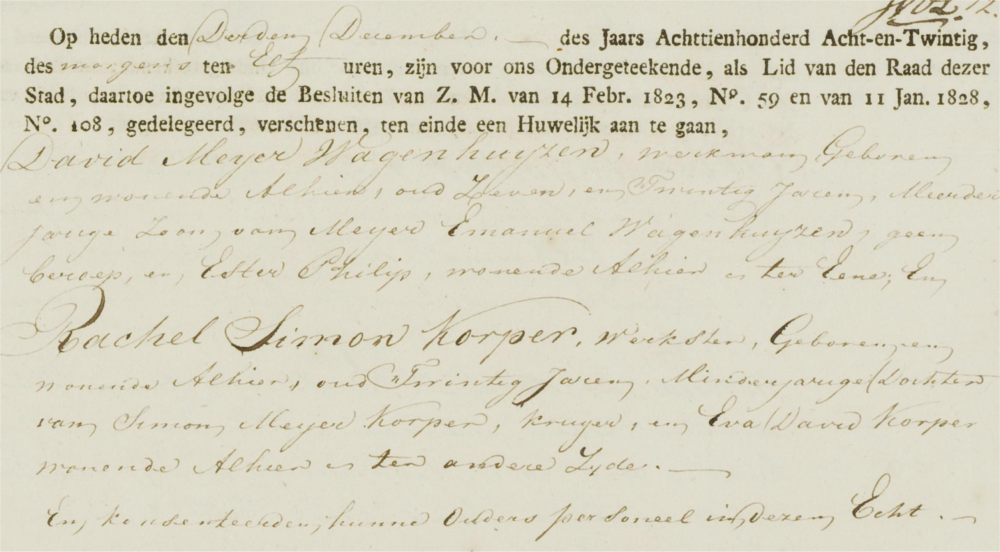 12.
Op heden den Derden December. — des Jaars Achttienhonderd Acht-en-Twintig,
des morgens ten Elf uren, zijn voor ons Ondergeteekende, als Lid van den Raad dezer
Stad, daartoe ingevolge de Besluiten van Z. M. van 14 Febr. 1823, No. 59 en van 11 Jan. 1828,
No. 108, gedelegeerd, verschenen, ten einde een Huwelijk aan te gaan,
David Meyer Wagenhuyzen, werkman, Geboren
en wonende Alhier, oud Zeven, en Twintig Jaren, Meerder
jarige Zoon van Meyer Emanuel Wagenhuyzen, geen
beroep, en, Ester Philip, wonende Alhier es ter Eene; En
Rachel Simon Korper, Werkster, Geboren, en
wonende Alhier, oud Twintig Jaren, Minderjarige Dochter
van Simon Meyer Korper, kruyer, en Eva David Korper
wonende Alhier es ter andere Zyde. —
En, konsenteerden, hunne Ouders personeel in dezen Echt. —